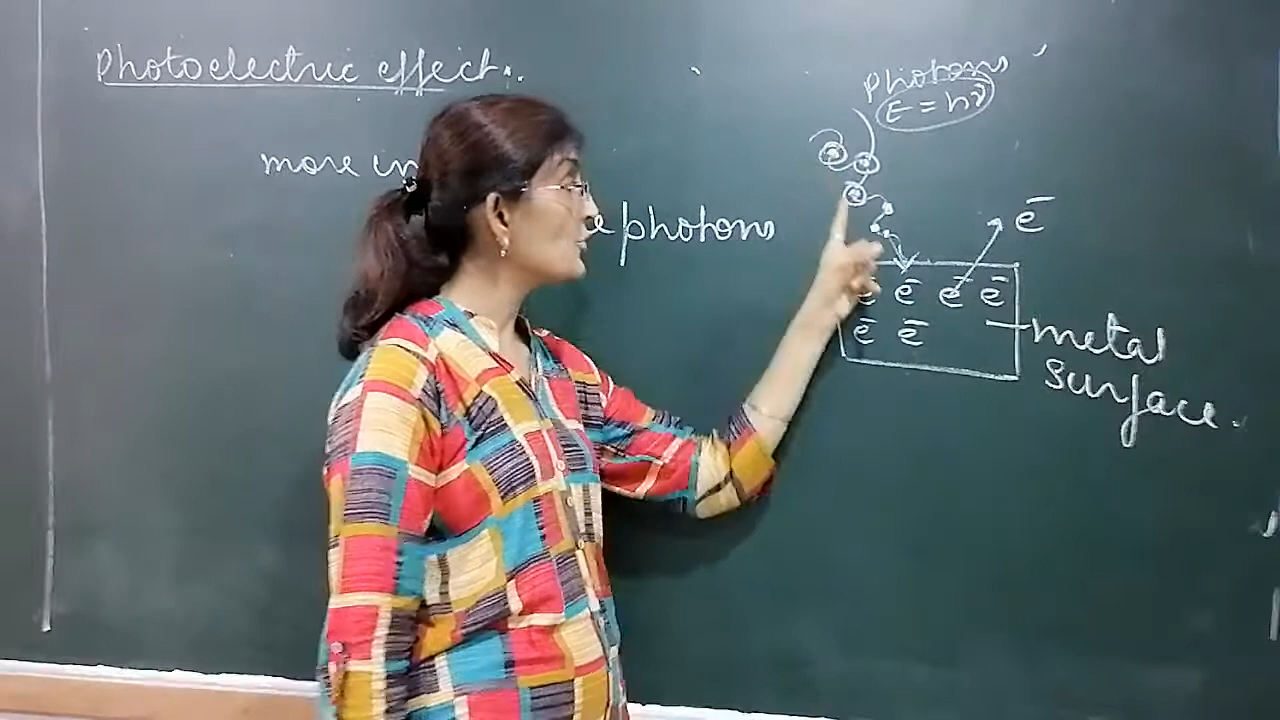 Photoelectric effect.
more in
e photons
Photons
E = hν
e⁻
e⁻ e⁻ e⁻ e⁻
e⁻ e⁻
metal
surface.